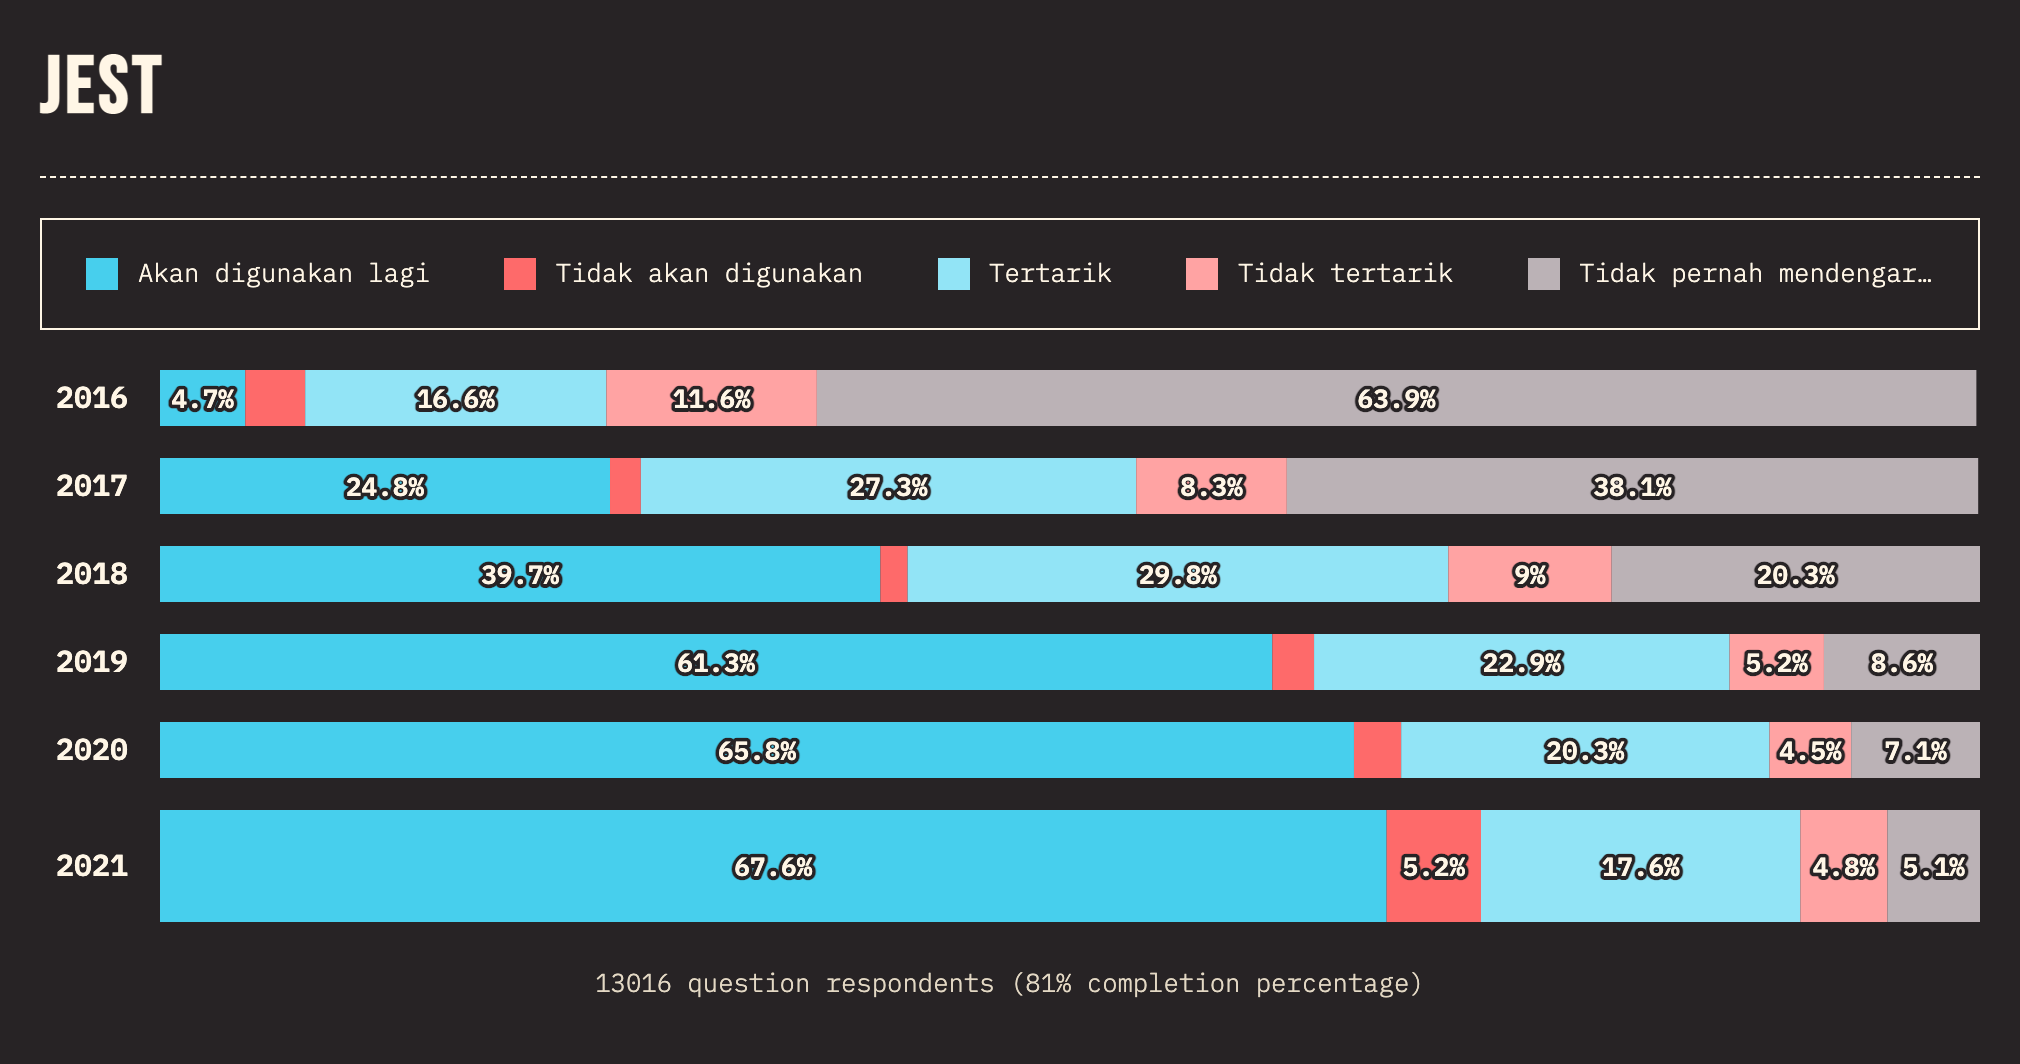 JEST
Akan digunakan lagi Tidak akan digunakan Tertarik Tidak tertarik Tidak pernah mendengar…
2016 4.7% 16.6% 11.6% 63.9%
2017 24.8% 27.3% 8.3% 38.1%
2018 39.7% 29.8% 9% 20.3%
2019 61.3% 22.9% 5.2% 8.6%
2020 65.8% 20.3% 4.5% 7.1%
2021 67.6% 5.2% 17.6% 4.8% 5.1%
13016 question respondents (81% completion percentage)